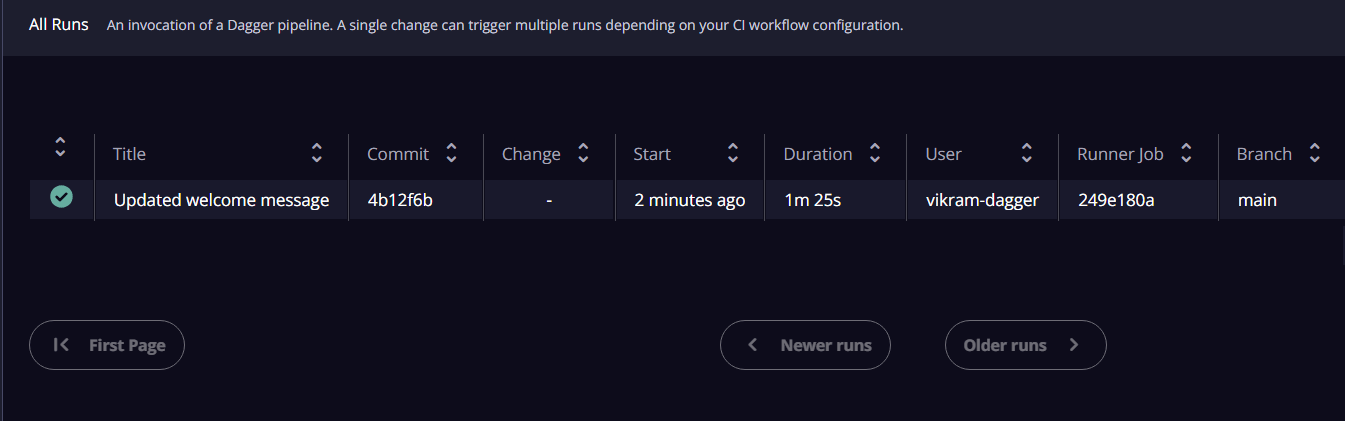 All Runs An invocation of a Dagger pipeline. A single change can trigger multiple runs depending on your CI workflow configuration.
Title Commit Change Start Duration User Runner Job Branch
Updated welcome message 4b12f6b - 2 minutes ago 1m 25s vikram-dagger 249e180a main
First Page Newer runs Older runs